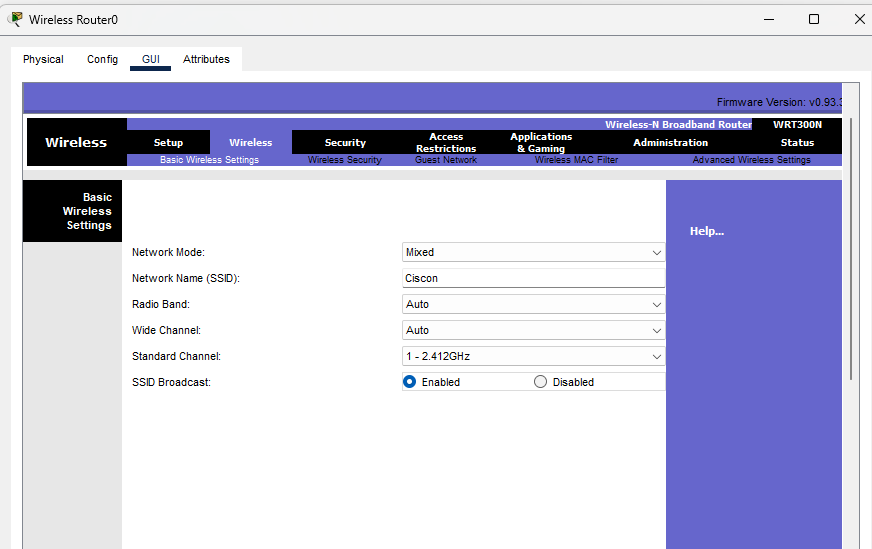 Wireless Router0
Physical Config GUI Attributes
Firmware Version: v0.93.3
Wireless-N Broadband Router WRT300N
Wireless
Setup Wireless Security Access Restrictions Applications & Gaming Administration Status
Basic Wireless Settings Wireless Security Guest Network Wireless MAC Filter Advanced Wireless Settings
Basic
Wireless
Settings
Help...
Network Mode: Mixed
Network Name (SSID): Ciscon
Radio Band: Auto
Wide Channel: Auto
Standard Channel: 1 - 2.412GHz
SSID Broadcast: Enabled Disabled